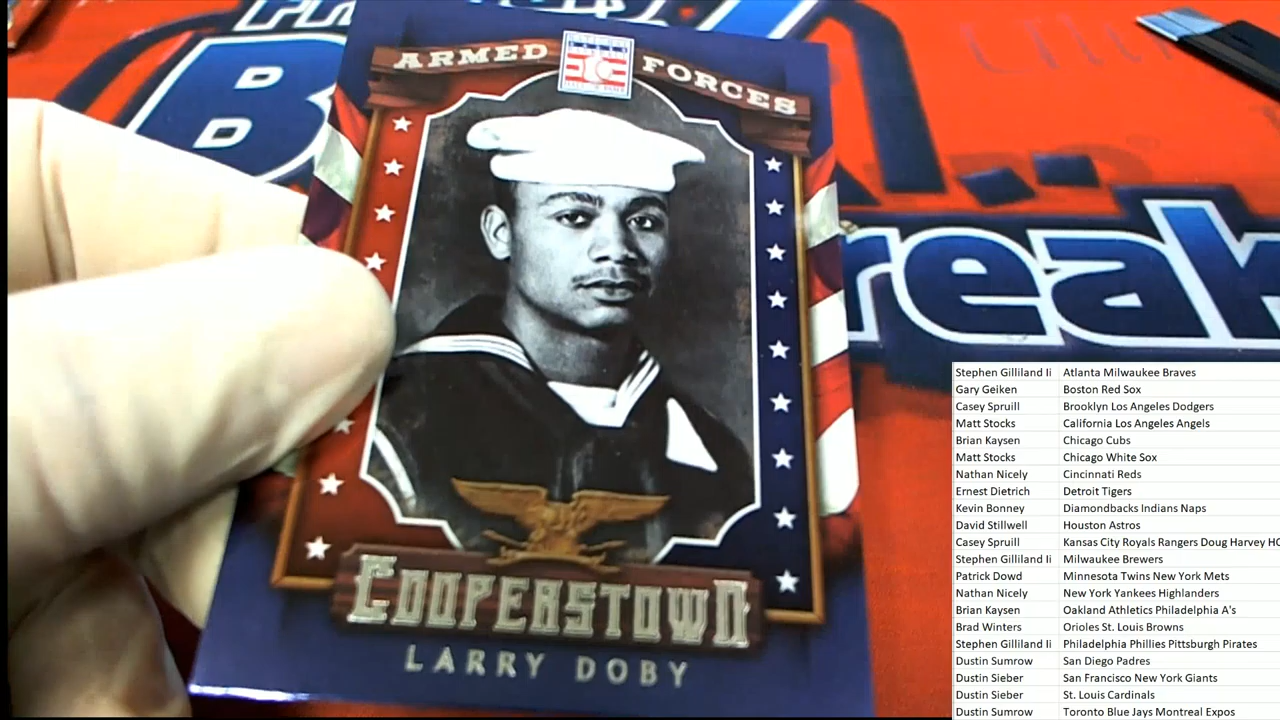 ARMED FORCES
COOPERSTOWN
LARRY DOBY
B
reak
Stephen Gilliland Ii Atlanta Milwaukee Braves
Gary Geiken Boston Red Sox
Casey Spruill Brooklyn Los Angeles Dodgers
Matt Stocks California Los Angeles Angels
Brian Kaysen Chicago Cubs
Matt Stocks Chicago White Sox
Nathan Nicely Cincinnati Reds
Ernest Dietrich Detroit Tigers
Kevin Bonney Diamondbacks Indians Naps
David Stillwell Houston Astros
Casey Spruill Kansas City Royals Rangers Doug Harvey HO
Stephen Gilliland Ii Milwaukee Brewers
Patrick Dowd Minnesota Twins New York Mets
Nathan Nicely New York Yankees Highlanders
Brian Kaysen Oakland Athletics Philadelphia A's
Brad Winters Orioles St. Louis Browns
Stephen Gilliland Ii Philadelphia Phillies Pittsburgh Pirates
Dustin Sumrow San Diego Padres
Dustin Sieber San Francisco New York Giants
Dustin Sieber St. Louis Cardinals
Dustin Sumrow Toronto Blue Jays Montreal Expos